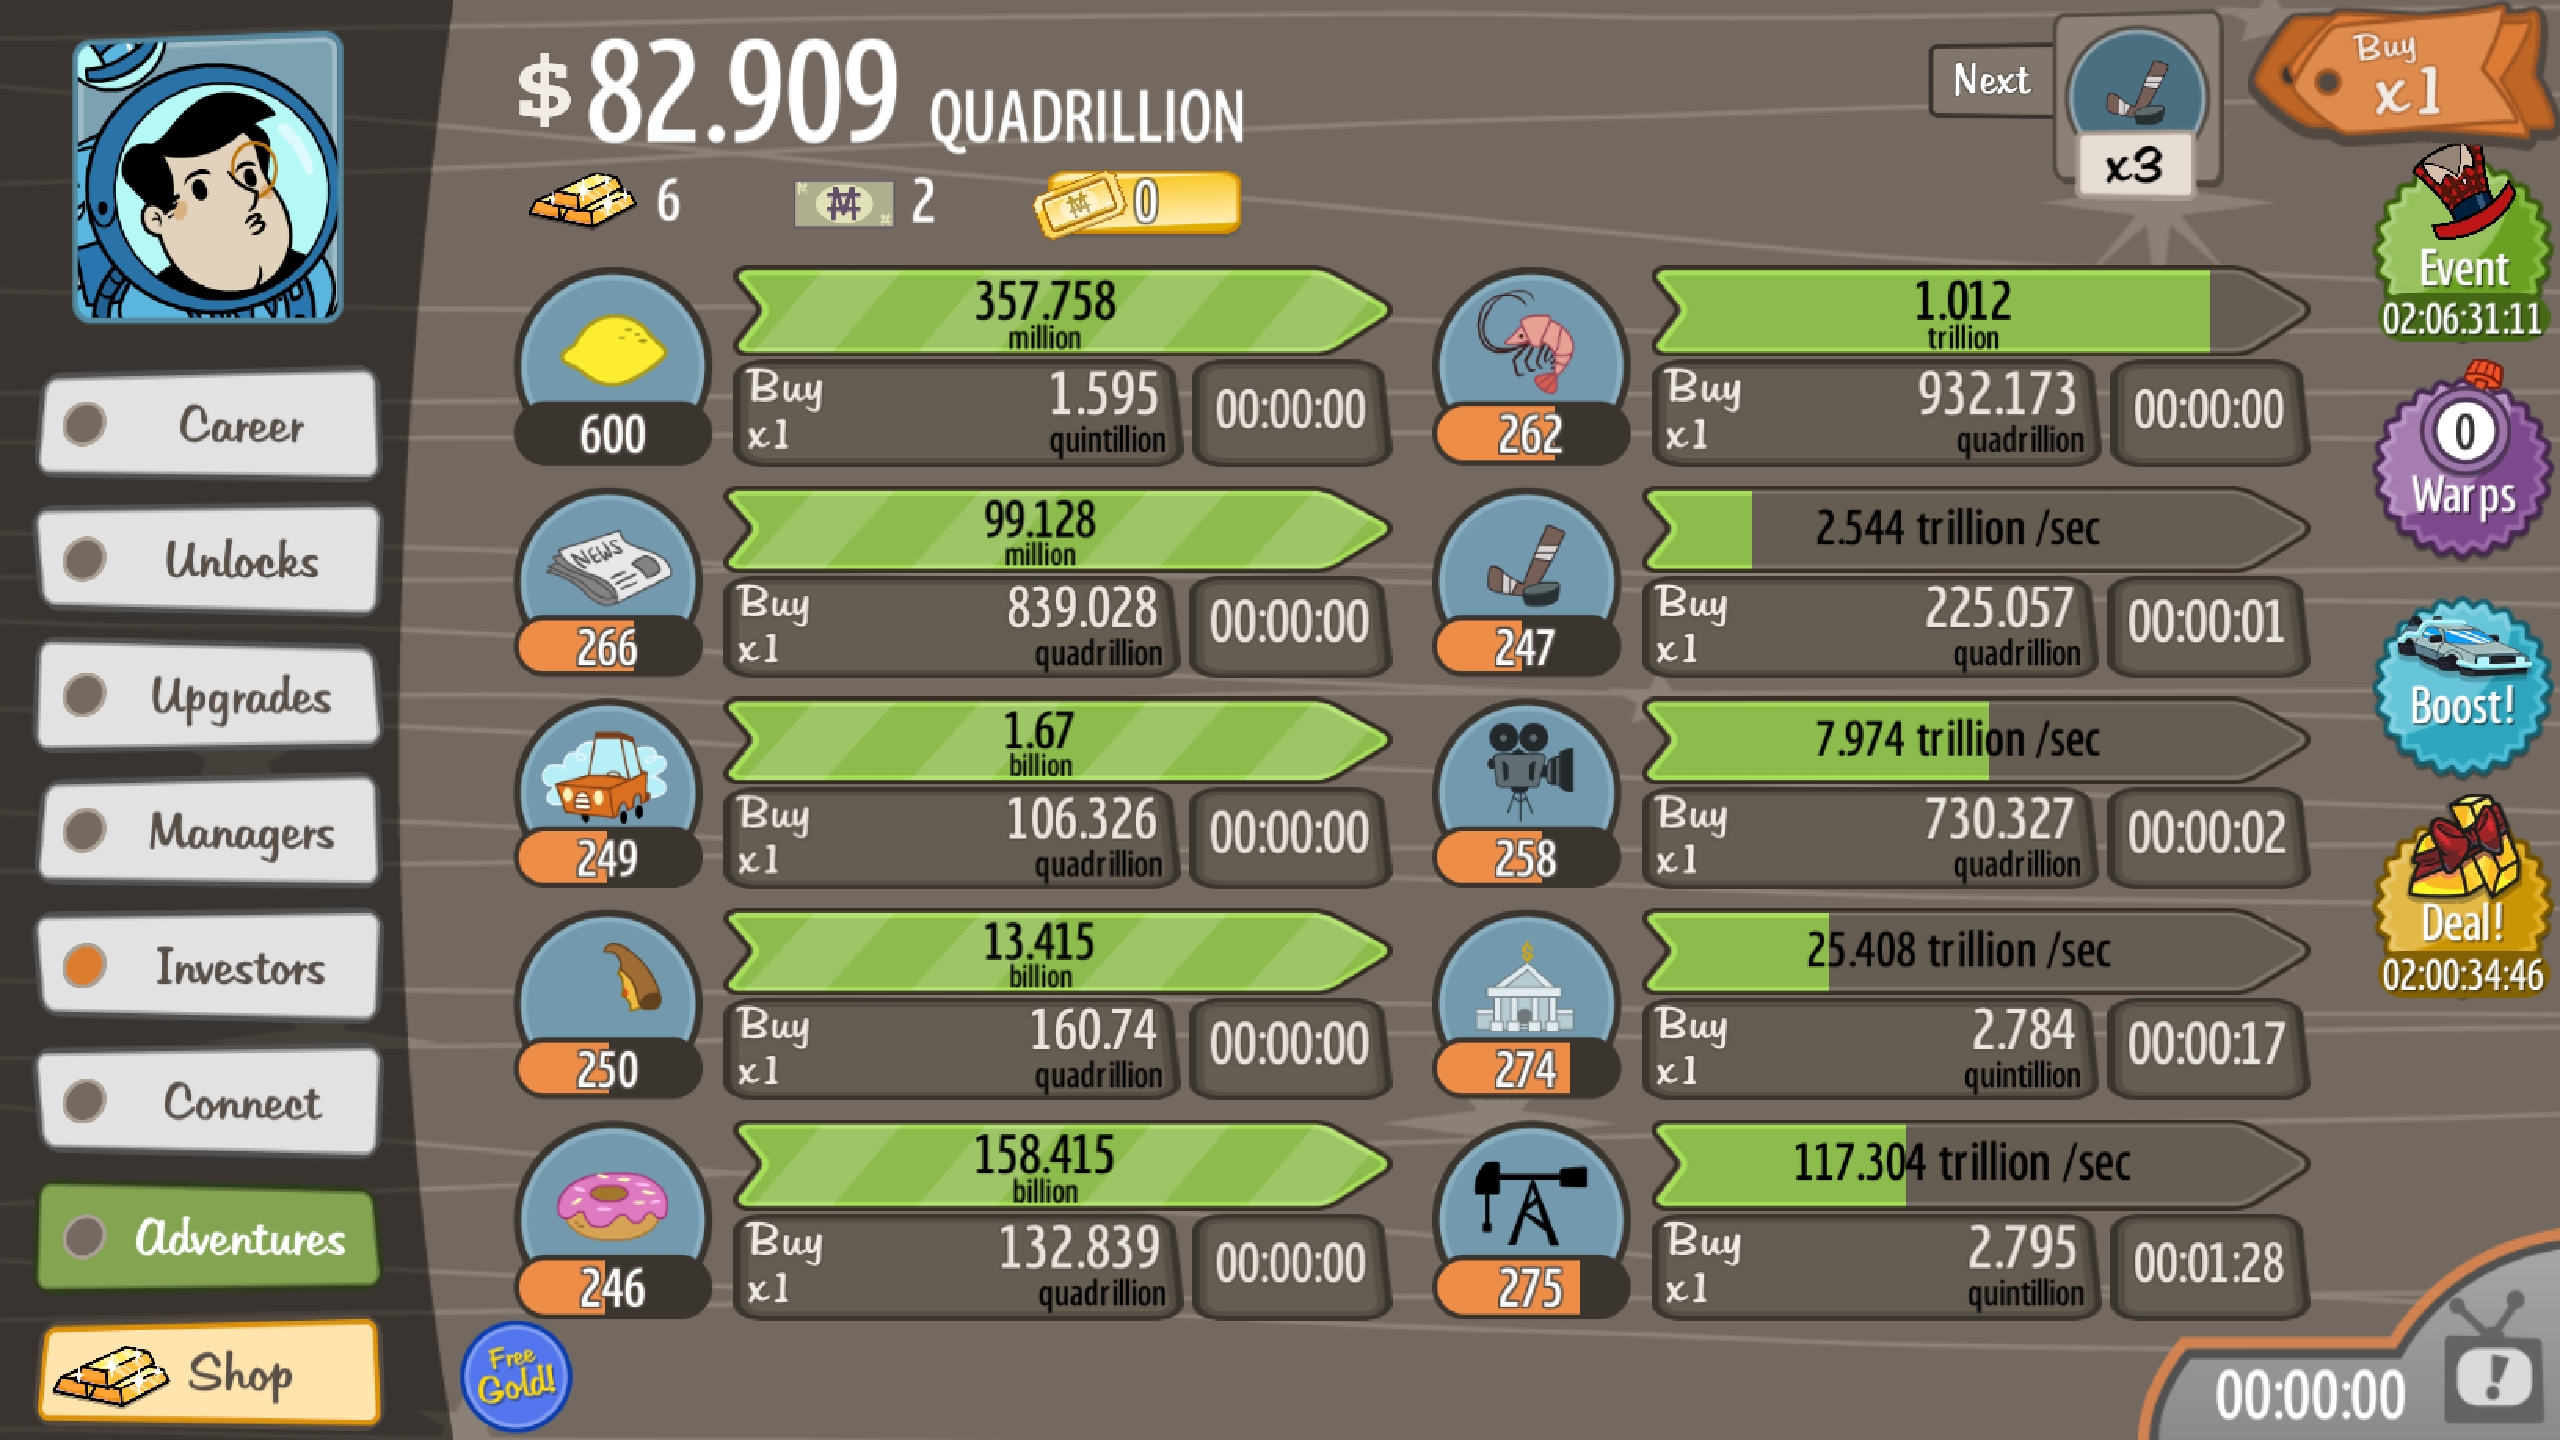 $82.909 QUADRILLION
6
2
0
Next
x3
Buy
x1
Event
02:06:31:11
0
Warps
Boost!
Deal!
02:00:34:46
Career
Unlocks
Upgrades
Managers
Investors
Connect
Adventures
Shop
357.758
million
600
Buy
x1
1.595
quintillion
00:00:00
NEWS
99.128
million
266
Buy
x1
839.028
quadrillion
00:00:00
1.67
billion
249
Buy
x1
106.326
quadrillion
00:00:00
13.415
billion
250
Buy
x1
160.74
quadrillion
00:00:00
158.415
billion
246
Buy
x1
132.839
quadrillion
00:00:00
1.012
trillion
262
Buy
x1
932.173
quadrillion
00:00:00
2.544 trillion /sec
247
Buy
x1
225.057
quadrillion
00:00:01
7.974 trillion /sec
258
Buy
x1
730.327
quadrillion
00:00:02
25.408 trillion /sec
274
Buy
x1
2.784
quintillion
00:00:17
117.304 trillion /sec
275
Buy
x1
2.795
quintillion
00:01:28
Free
Gold!
00:00:00
!